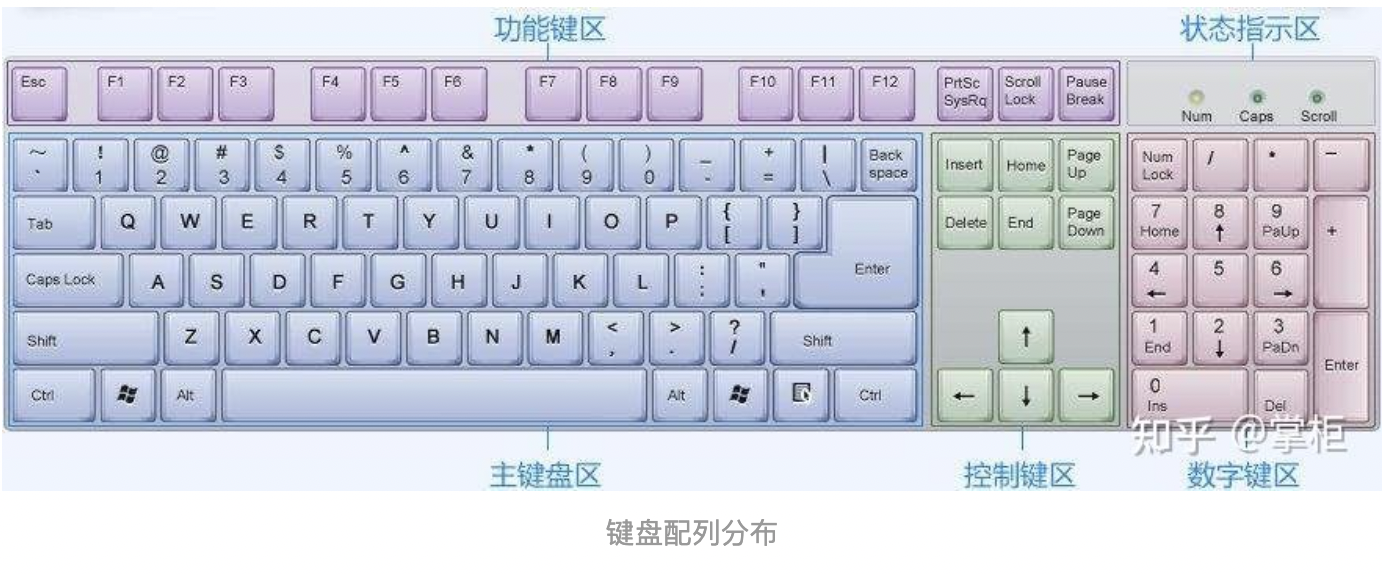 功能键区 状态指示区
Esc F1 F2 F3 F4 F5 F6 F7 F8 F9 F10 F11 F12 PrtSc SysRq Scroll Lock Pause Break
Num Caps Scroll
~ ` ! 1 @ 2 # 3 $ 4 % 5 ^ 6 & 7 * 8 ( 9 ) 0 _ - + = | \ Back space Insert Home Page Up Num Lock / * −
Tab Q W E R T Y U I O P { [ } ] Delete End Page Down 7 Home 8 ↑ 9 PaUp +
Caps Lock A S D F G H J K L : ; " ' Enter 4 ← 5 6 →
Shift Z X C V B N M < , > . ? / Shift ↑ 1 End 2 ↓ 3 PaDn Enter
Ctrl Alt Alt Ctrl ← ↓ → 0 Ins Del
知乎 @掌柜
主键盘区 控制键区 数字键区
键盘配列分布